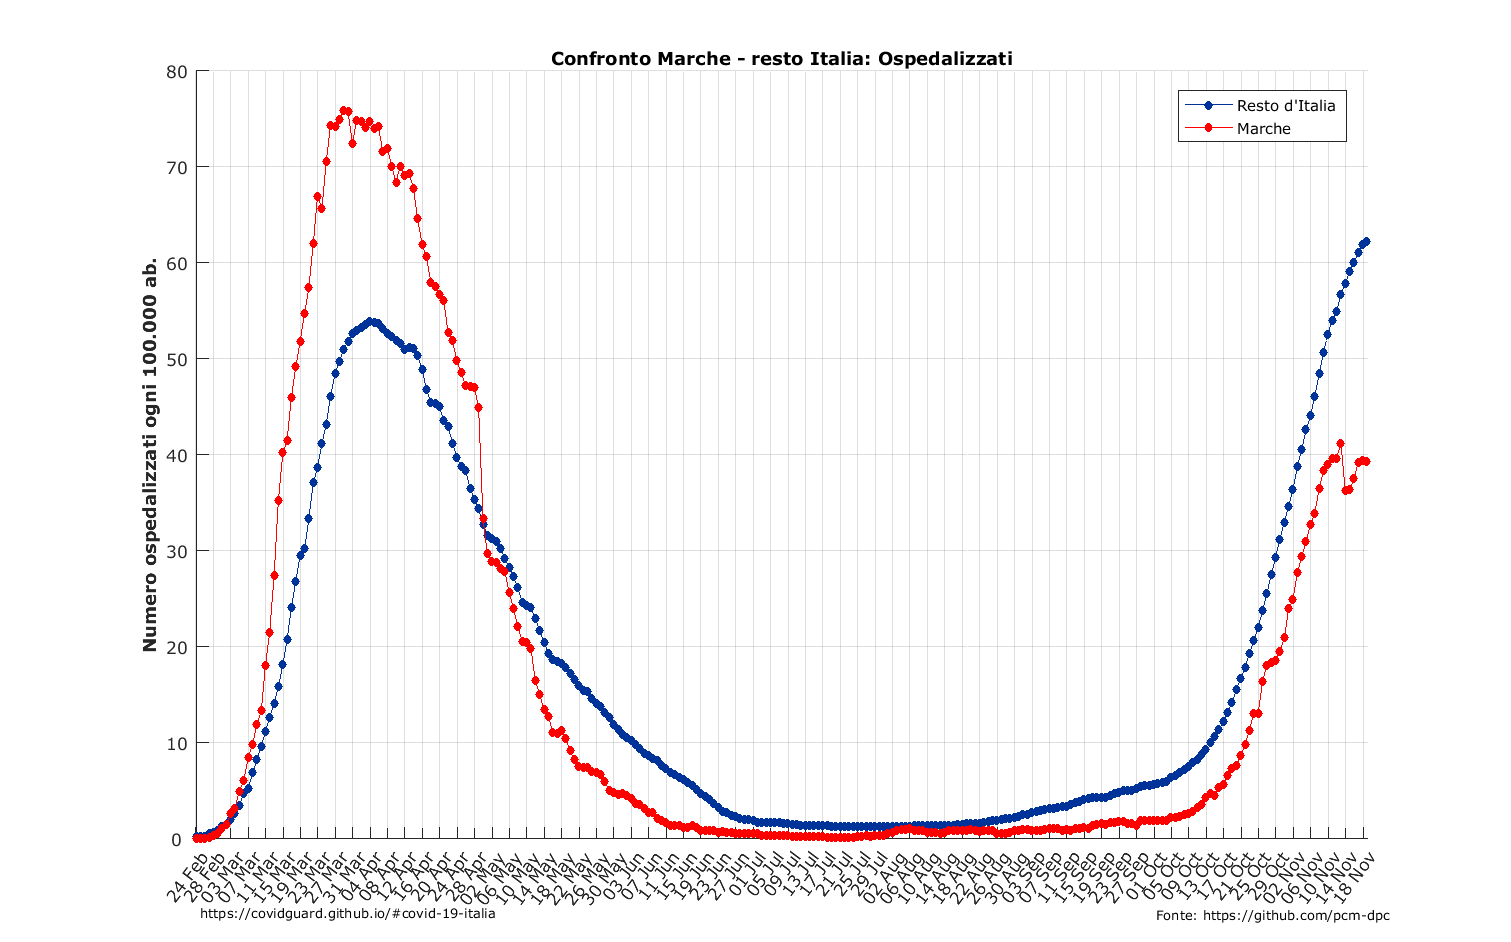 Confronto Marche - resto Italia: Ospedalizzati
Numero ospedalizzati ogni 100.000 ab.
80
70
60
50
40
30
20
10
0
Resto d'Italia
Marche
24 Feb
28 Feb
03 Mar
07 Mar
11 Mar
15 Mar
19 Mar
23 Mar
27 Mar
31 Mar
04 Apr
08 Apr
12 Apr
16 Apr
20 Apr
24 Apr
28 Apr
02 May
06 May
10 May
14 May
18 May
22 May
26 May
30 May
03 Jun
07 Jun
11 Jun
15 Jun
19 Jun
23 Jun
27 Jun
01 Jul
05 Jul
09 Jul
13 Jul
17 Jul
21 Jul
25 Jul
29 Jul
02 Aug
06 Aug
10 Aug
14 Aug
18 Aug
22 Aug
26 Aug
30 Aug
03 Sep
07 Sep
11 Sep
15 Sep
19 Sep
23 Sep
27 Sep
01 Oct
05 Oct
09 Oct
13 Oct
17 Oct
21 Oct
25 Oct
29 Oct
02 Nov
06 Nov
10 Nov
14 Nov
18 Nov
https://covidguard.github.io/#covid-19-italia
Fonte: https://github.com/pcm-dpc